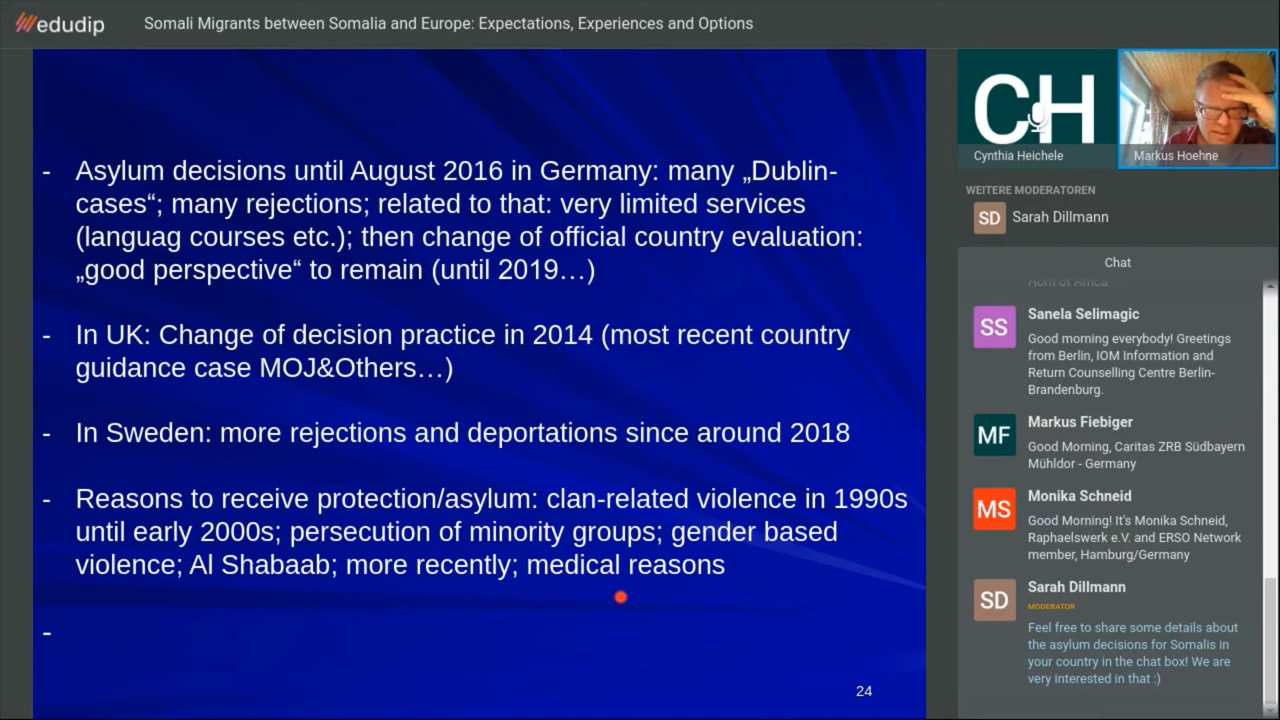 edudip
Somali Migrants between Somalia and Europe: Expectations, Experiences and Options
- Asylum decisions until August 2016 in Germany: many „Dublin-
cases“; many rejections; related to that: very limited services
(languag courses etc.); then change of official country evaluation:
„good perspective“ to remain (until 2019…)
- In UK: Change of decision practice in 2014 (most recent country
guidance case MOJ&Others…)
- In Sweden: more rejections and deportations since around 2018
- Reasons to receive protection/asylum: clan-related violence in 1990s
until early 2000s; persecution of minority groups; gender based
violence; Al Shabaab; more recently; medical reasons
-
24
CH
Cynthia Heichele
Markus Hoehne
WEITERE MODERATOREN
SD
Sarah Dillmann
Chat
Horn of Africa.
SS
Sanela Selimagic
Good morning everybody! Greetings
from Berlin, IOM Information and
Return Counselling Centre Berlin-
Brandenburg.
MF
Markus Fiebiger
Good Morning, Caritas ZRB Südbayern
Mühldor - Germany
MS
Monika Schneid
Good Morning! It's Monika Schneid,
Raphaelswerk e.V. and ERSO Network
member, Hamburg/Germany
SD
Sarah Dillmann
MODERATOR
Feel free to share some details about
the asylum decisions for Somalis in
your country in the chat box! We are
very interested in that :)